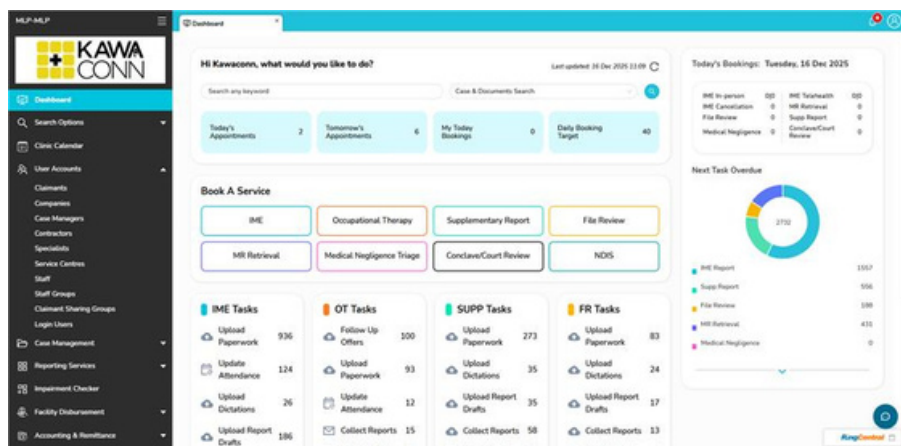 MLP-MLP
KAWA
CONN
Dashboard
Search Options
Clinic Calendar
User Accounts
Claimants
Companies
Case Managers
Contractors
Specialists
Service Centres
Staff
Staff Groups
Claimant Sharing Groups
Login Users
Case Management
Reporting Services
Impairment Checker
Facility Disbursement
Accounting & Remittance
Dashboard
Hi Kawaconn, what would you like to do?
Last updated: 16 Dec 2025 11:09
Search any keyword
Case & Documents Search
Today's
Appointments 2
Tomorrow's
Appointments 6
My Today
Bookings 0
Daily Booking
Target 40
Book A Service
IME
Occupational Therapy
Supplementary Report
File Review
MR Retrieval
Medical Negligence Triage
Conclave/Court Review
NDIS
IME Tasks
Upload
Paperwork 936
Update
Attendance 124
Upload
Dictations 26
Upload Report
Drafts 186
OT Tasks
Follow Up
Offers 100
Upload
Paperwork 93
Update
Attendance 12
Collect Reports 15
SUPP Tasks
Upload
Paperwork 273
Upload
Dictations 35
Upload Report
Drafts 35
Collect Reports 58
FR Tasks
Upload
Paperwork 83
Upload
Dictations 24
Upload Report
Drafts 17
Collect Reports 13
Today's Bookings: Tuesday, 16 Dec 2025
IME In-person 0|0
IME Telehealth 0|0
IME Cancellation 0
MR Retrieval 0
File Review 0
Supp Report 0
Medical Negligence 0
Conclave/Court
Review 0
Next Task Overdue
2732
IME Report 1557
Supp Report 556
File Review 188
MR Retrieval 431
Medical Negligence 0
RingCentral